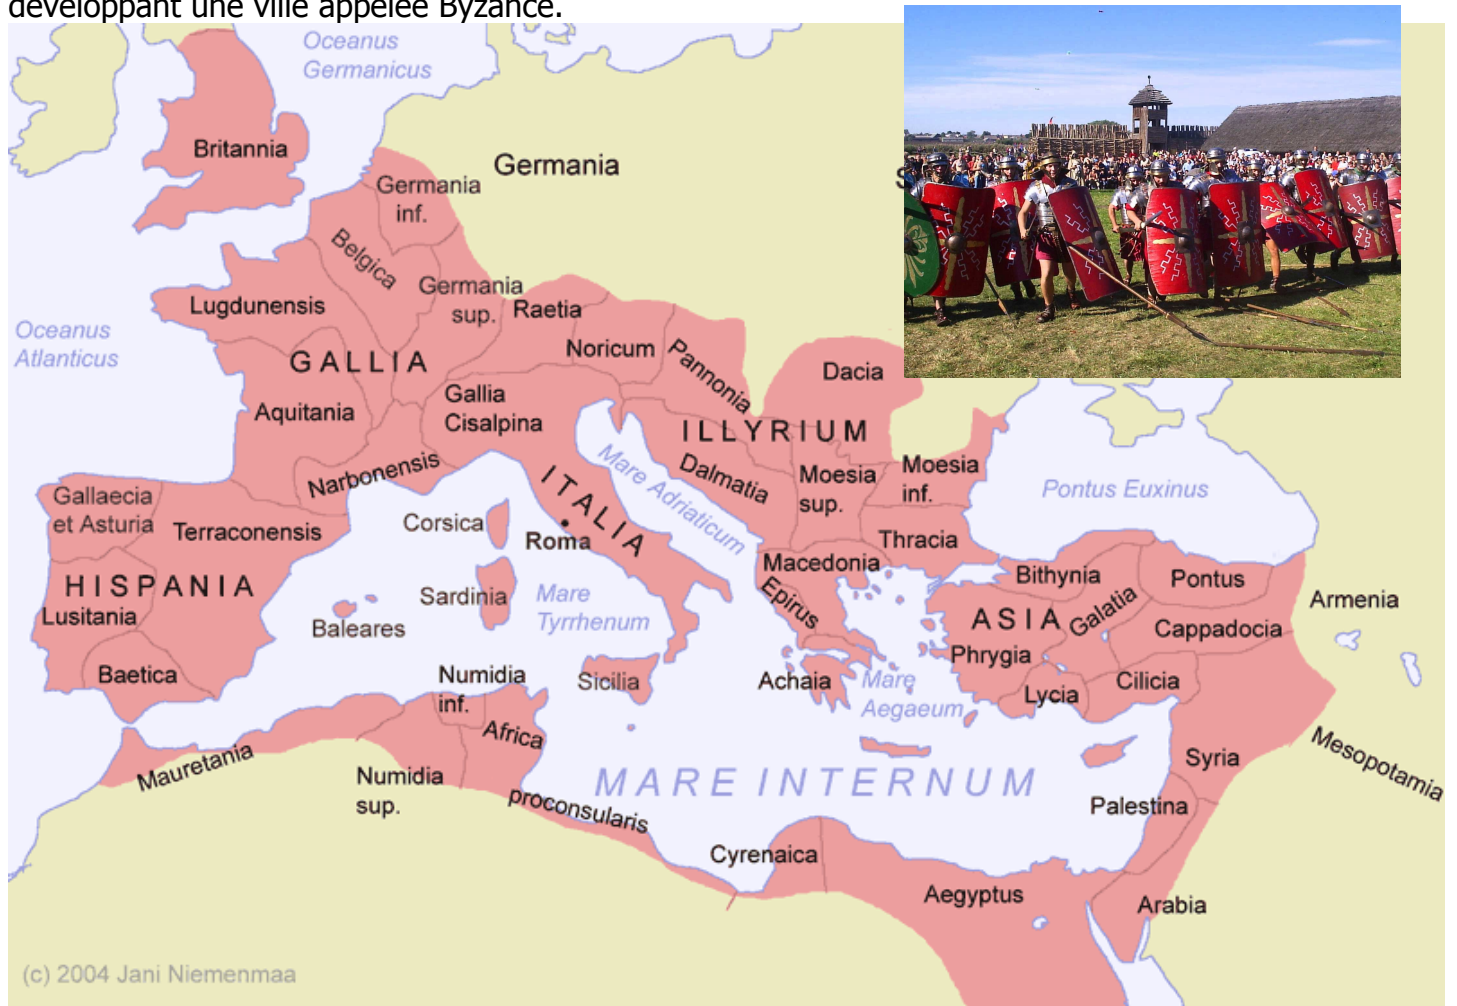 développant une ville appelée Byzance.
Oceanus
Germanicus
Britannia
Germania
Germania
inf.
Belgica
Germania
sup.
Lugdunensis
Raetia
Oceanus
Atlanticus
Noricum
Pannonia
GALLIA
Dacia
Gallia
Cisalpina
Aquitania
ILLYRIUM
Narbonensis
Mare Adriaticum
Dalmatia
Moesia
sup.
Moesia
inf.
Pontus Euxinus
Gallaecia
et Asturia
Terraconensis
Corsica
ITALIA
Roma
Thracia
Macedonia
HISPANIA
Lusitania
Sardinia
Mare
Tyrrhenum
Epirus
Bithynia
Pontus
Armenia
ASIA
Galatia
Cappadocia
Baleares
Phrygia
Baetica
Numidia
inf.
Sicilia
Achaia
Mare
Aegaeum
Lycia
Cilicia
Africa
Mauretania
Numidia
sup.
proconsularis
MARE INTERNUM
Syria
Mesopotamia
Palestina
Cyrenaica
Aegyptus
Arabia
(c) 2004 Jani Niemenmaa